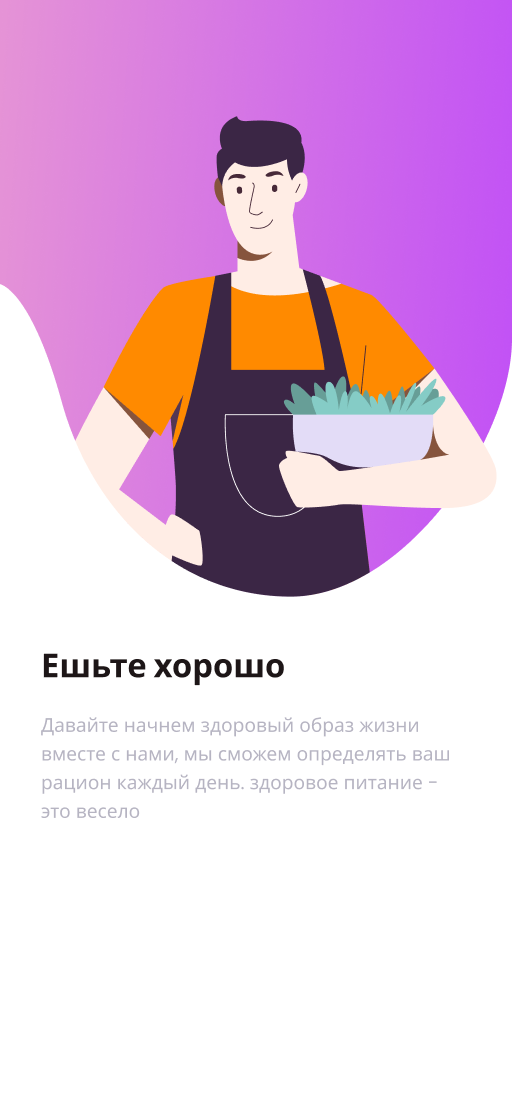 Ешьте хорошо
Давайте начнем здоровый образ жизни
вместе с нами, мы сможем определять ваш
рацион каждый день. здоровое питание –
это весело